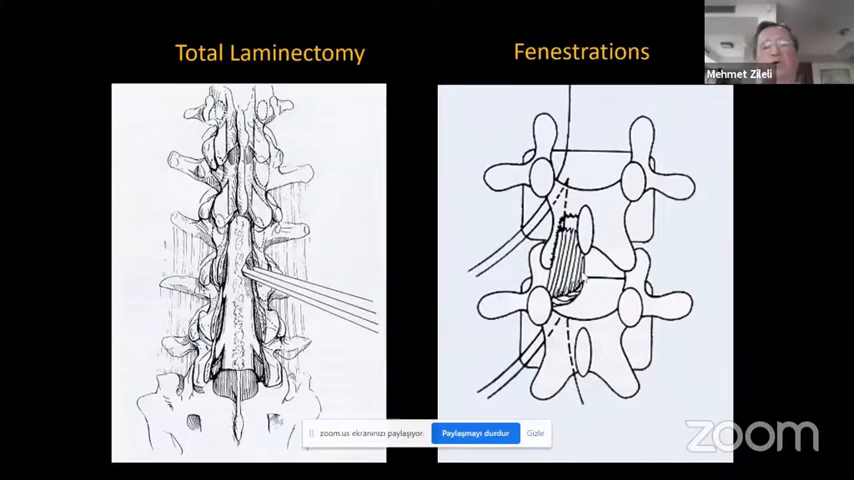 Total Laminectomy
Fenestrations
Mehmet Zileli
zoom.us ekranınızı paylaşıyor.
Paylaşmayı durdur
Gizle
zoom